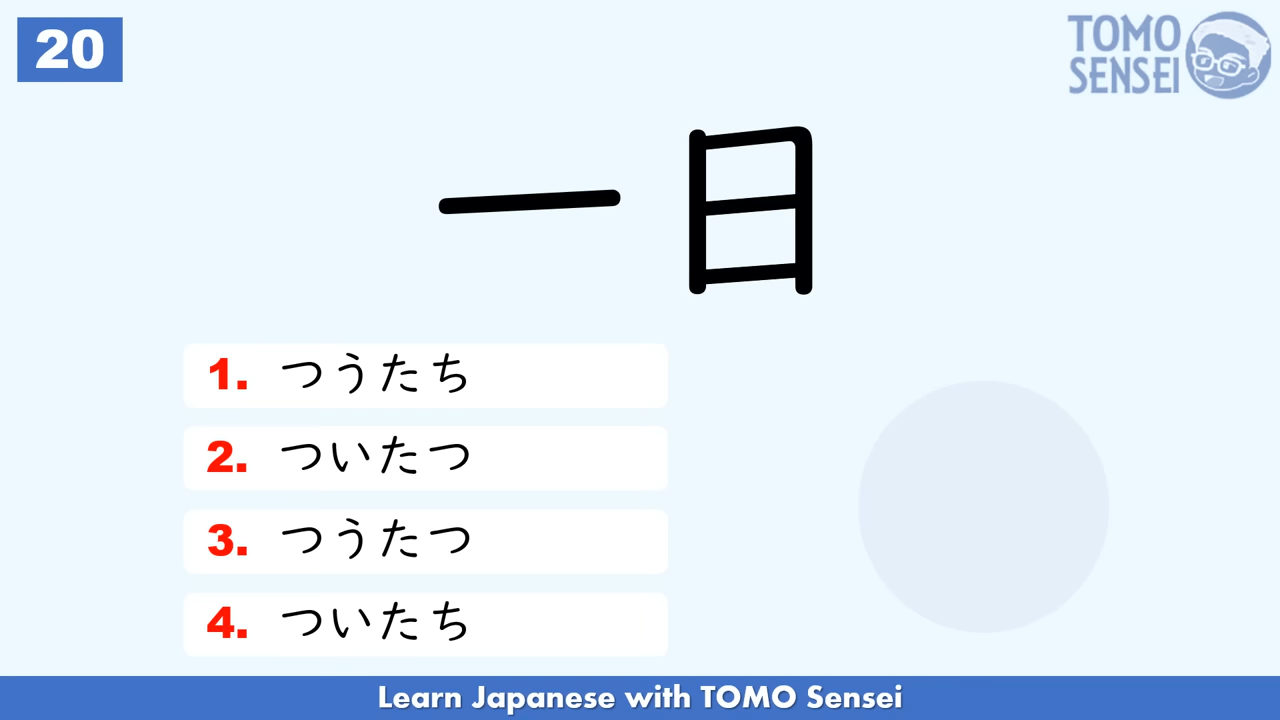 20
TOMO
SENSEI
一日
1. つうたち
2. ついたつ
3. つうたつ
4. ついたち
Learn Japanese with TOMO Sensei